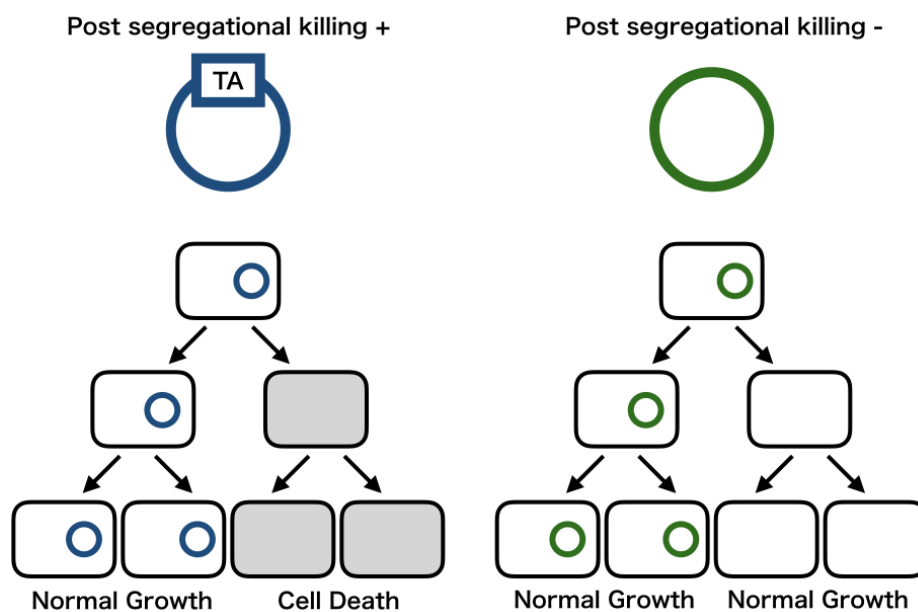 Post segregational killing +
Post segregational killing -
TA
Normal Growth
Cell Death
Normal Growth
Normal Growth